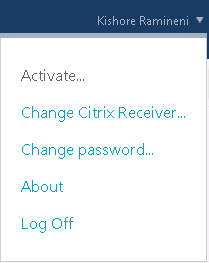 Kishore Ramineni
Activate...
Change Citrix Receiver...
Change password...
About
Log Off